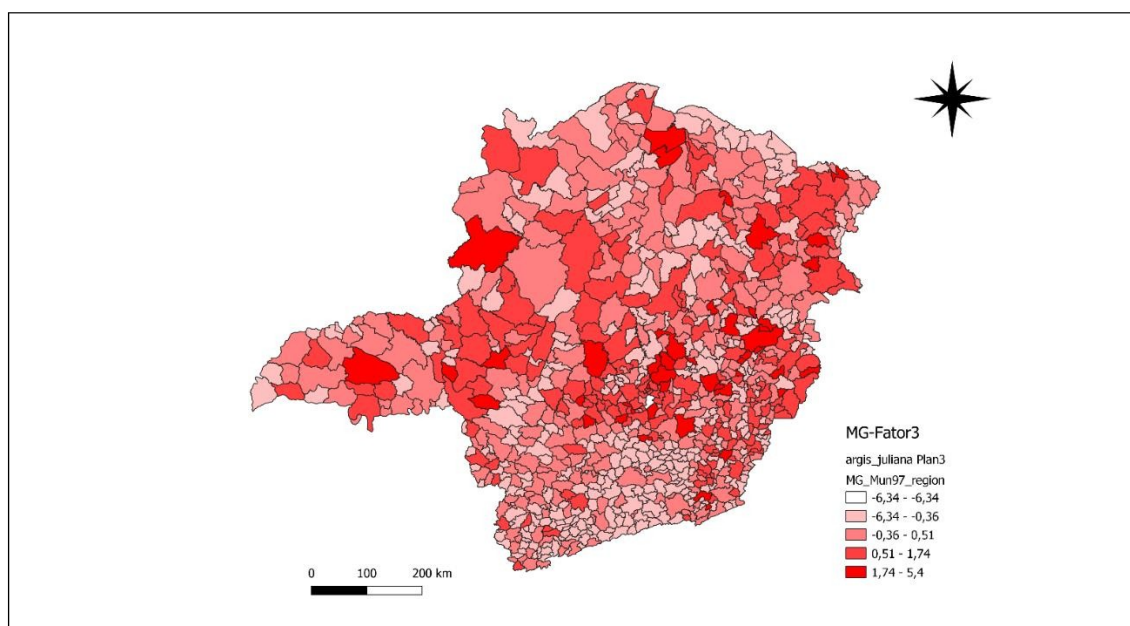 MG-Fator3
argis_juliana Plan3
MG_Mun97_region
-6,34 - -6,34
-6,34 - -0,36
-0,36 - 0,51
0,51 - 1,74
1,74 - 5,4
0 100 200 km